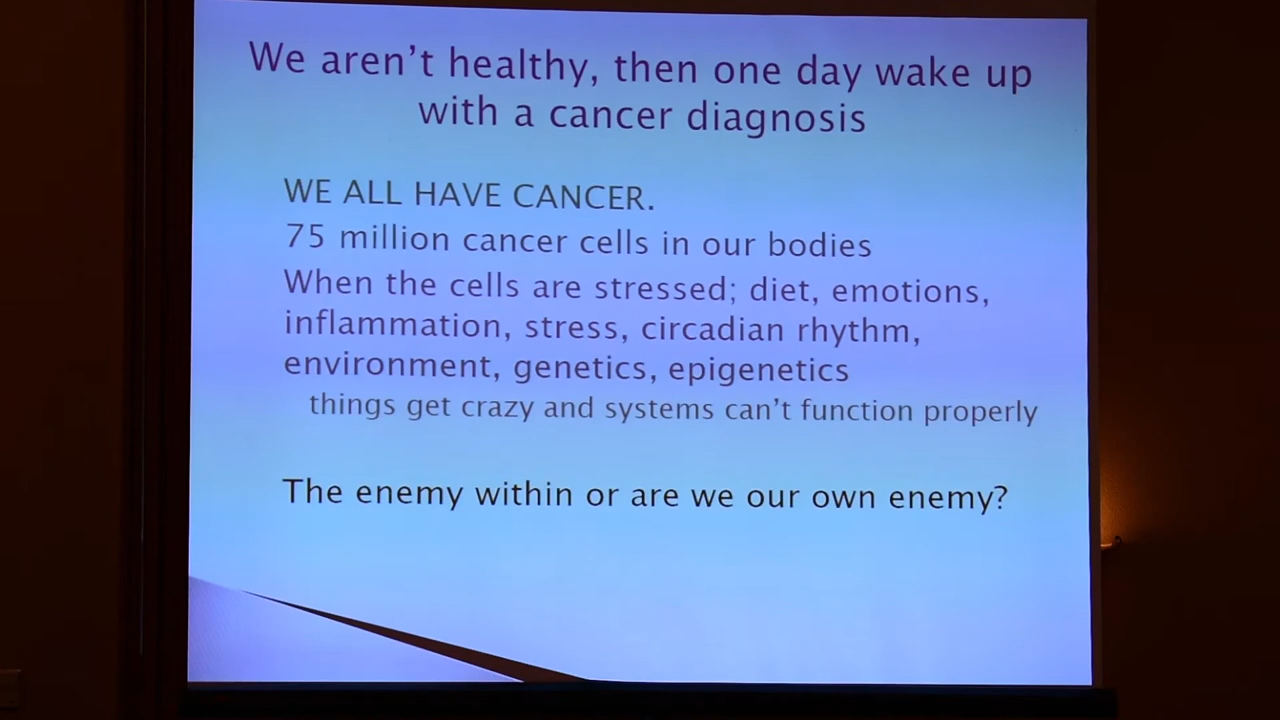 We aren't healthy, then one day wake up
with a cancer diagnosis
WE ALL HAVE CANCER.
75 million cancer cells in our bodies
When the cells are stressed; diet, emotions,
inflammation, stress, circadian rhythm,
environment, genetics, epigenetics
things get crazy and systems can't function properly
The enemy within or are we our own enemy?